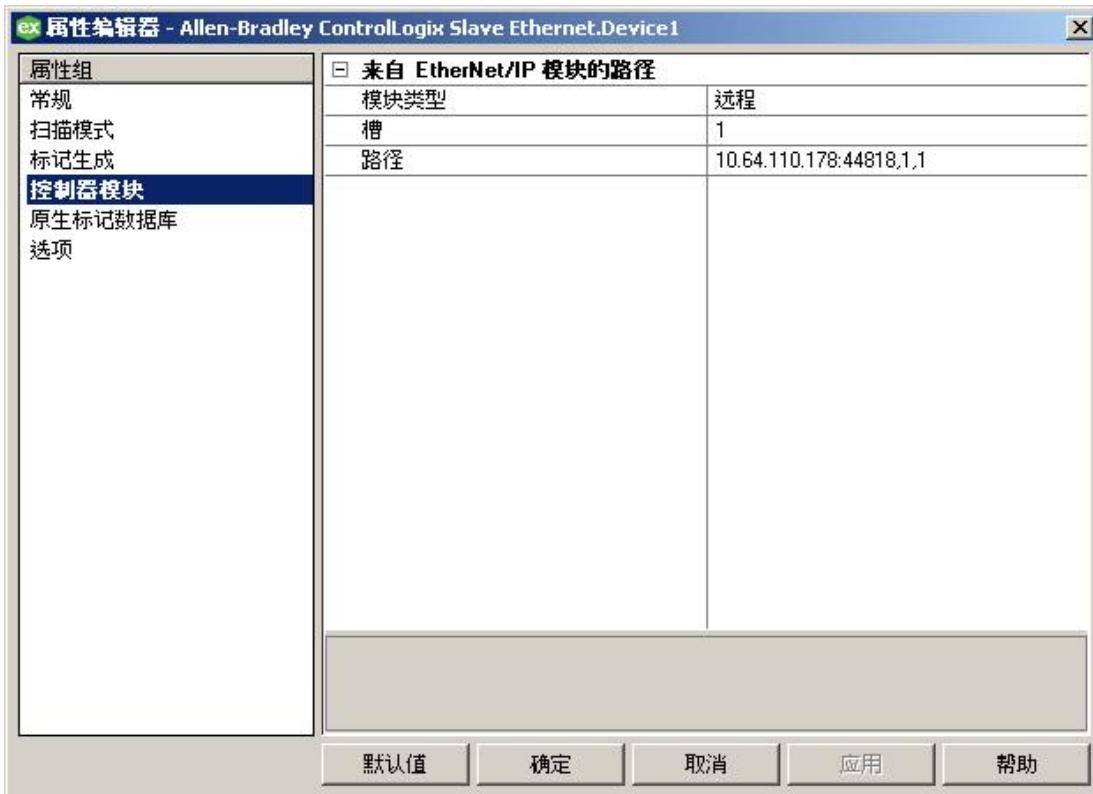 ex 属性编辑器 - Allen-Bradley ControlLogix Slave Ethernet.Device1
属性组
常规
扫描模式
标记生成
控制器模块
原生标记数据库
选项
来自 EtherNet/IP 模块的路径
模块类型 远程
槽 1
路径 10.64.110.178:44818,1,1
默认值 确定 取消 应用 帮助